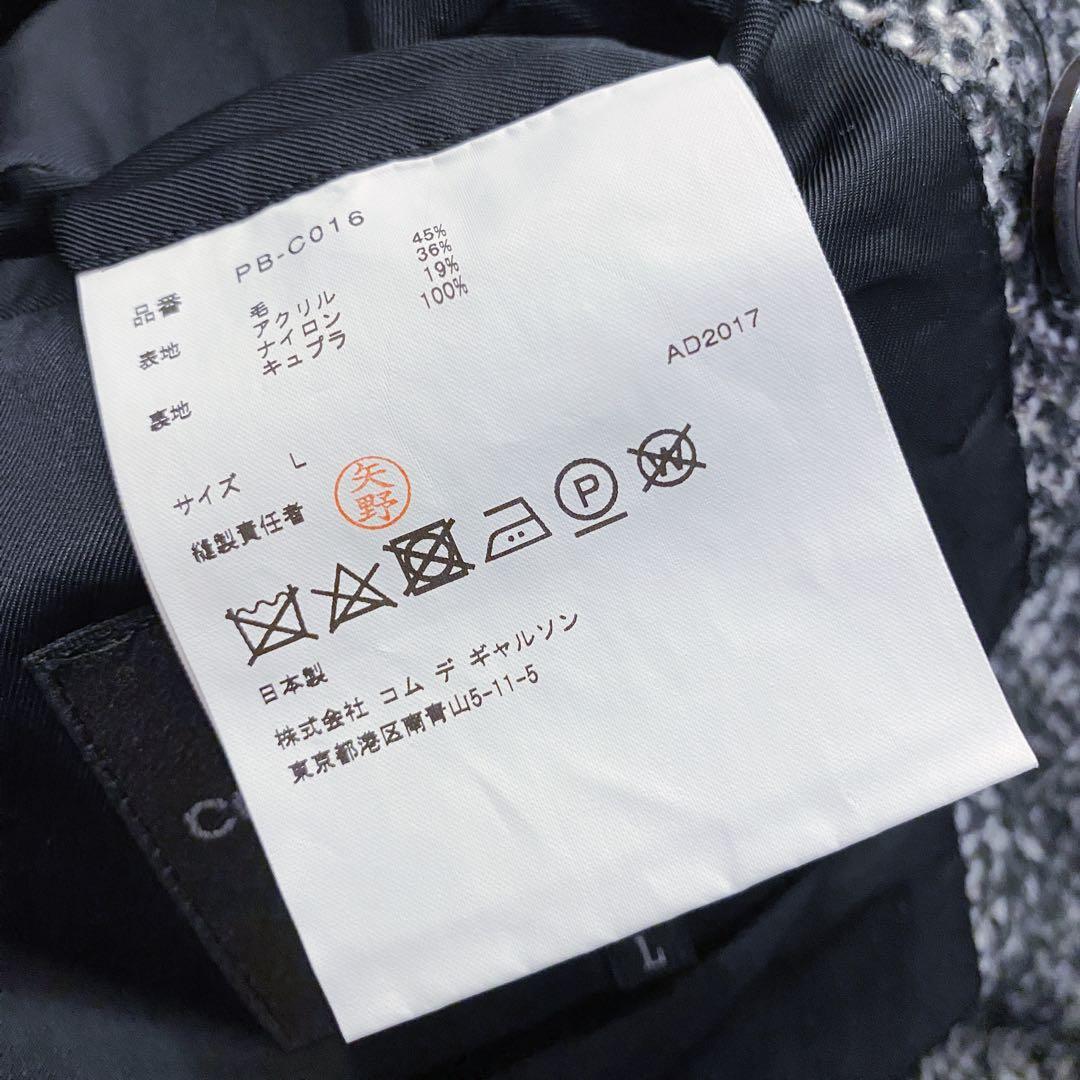 品番 PB-C016
表地 毛 45%
アクリル 36%
ナイロン 19%
裏地 キュプラ 100%
AD2017
サイズ L
縫製責任者 矢野
P W
日本製
株式会社 コム デ ギャルソン
東京都港区南青山5-11-5
C
L